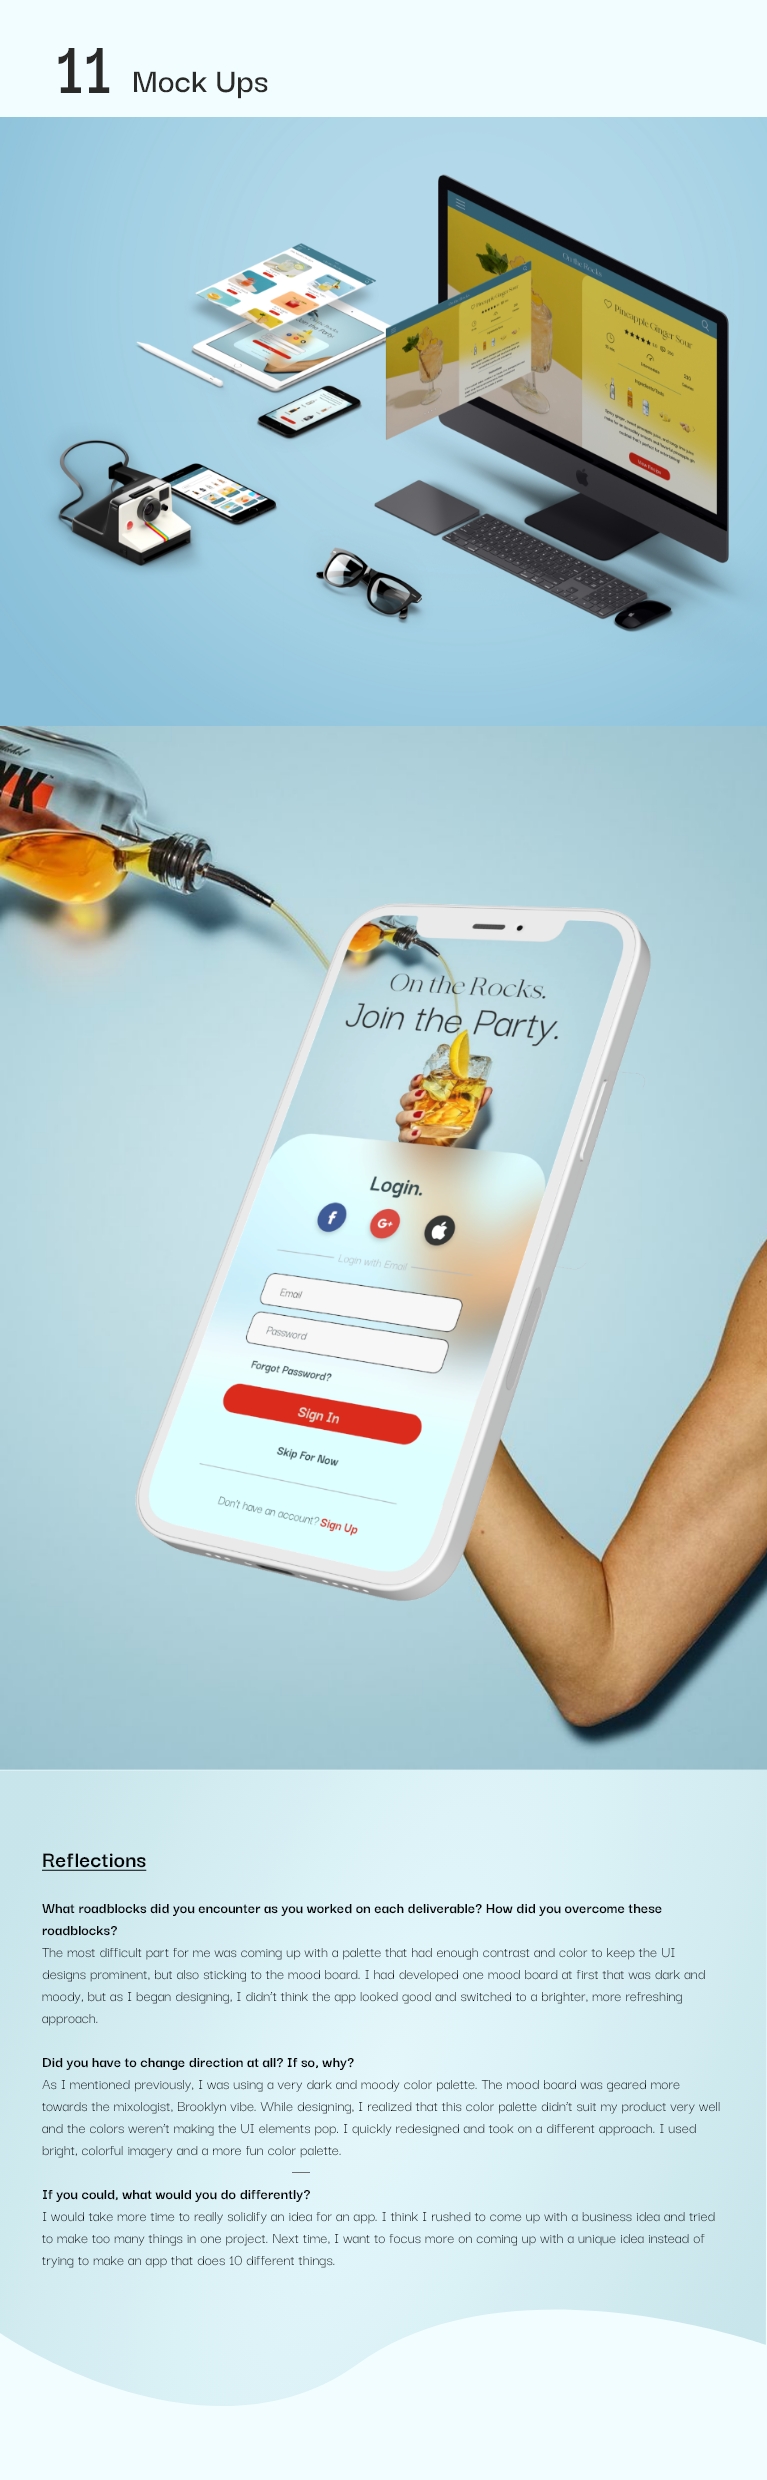 11 Mock Ups
On the Rocks
Pineapple Ginger Sour
View Recipe
YK
On the Rocks.
Join the Party.
Login.
Login with Email
Email
Password
Forgot Password?
Sign In
Skip For Now
Don't have an account? Sign Up
Reflections
What roadblocks did you encounter as you worked on each deliverable? How did you overcome these
roadblocks?
The most difficult part for me was coming up with a palette that had enough contrast and color to keep the UI
designs prominent, but also sticking to the mood board. I had developed one mood board at first that was dark and
moody, but as I began designing, I didn't think the app looked good and switched to a brighter, more refreshing
approach.
Did you have to change direction at all? If so, why?
As I mentioned previously, I was using a very dark and moody color palette. The mood board was geared more
towards the mixologist, Brooklyn vibe. While designing, I realized that this color palette didn't suit my product very well
and the colors weren't making the UI elements pop. I quickly redesigned and took on a different approach. I used
bright, colorful imagery and a more fun color palette.
If you could, what would you do differently?
I would take more time to really solidify an idea for an app. I think I rushed to come up with a business idea and tried
to make too many things in one project. Next time, I want to focus more on coming up with a unique idea instead of
trying to make an app that does 10 different things.